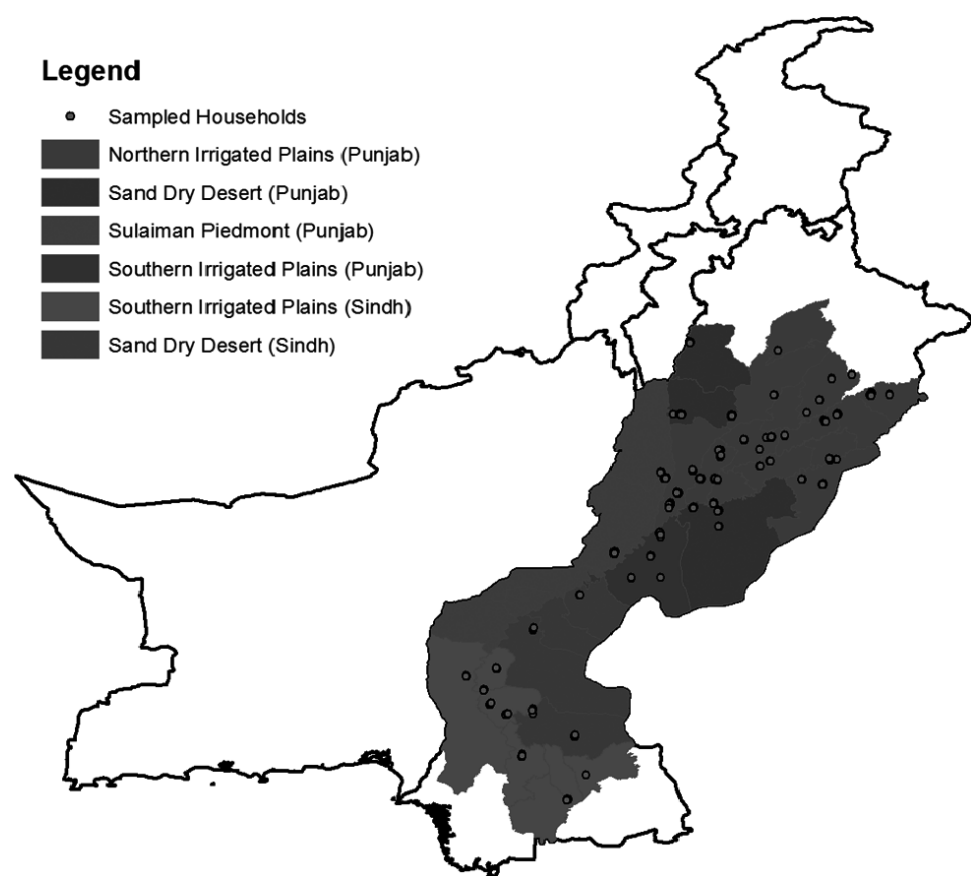 Legend
Sampled Households
Northern Irrigated Plains (Punjab)
Sand Dry Desert (Punjab)
Sulaiman Piedmont (Punjab)
Southern Irrigated Plains (Punjab)
Southern Irrigated Plains (Sindh)
Sand Dry Desert (Sindh)